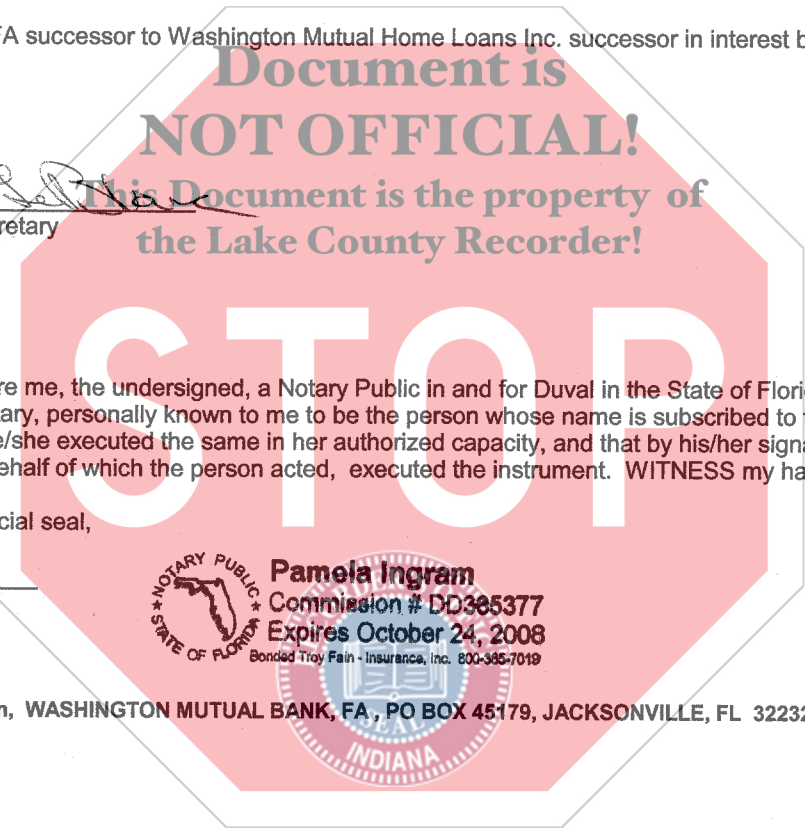 FA successor to Washington Mutual Home Loans Inc. successor in interest b
Document is
NOT OFFICIAL!
This Document is the property of
the Lake County Recorder!
retary
STOP
re me, the undersigned, a Notary Public in and for Duval in the State of Flori
ary, personally known to me to be the person whose name is subscribed to
e/she executed the same in her authorized capacity, and that by his/her signa
ehalf of which the person acted, executed the instrument. WITNESS my ha
cial seal,
NOTARY PUBLIC
STATE OF FLORIDA
Pamela Ingram
Commission # DD385377
Expires October 24, 2008
Bonded Troy Fain - Insurance, Inc. 800-385-7019
SEAL
INDIANA
n, WASHINGTON MUTUAL BANK, FA, PO BOX 45179, JACKSONVILLE, FL 32232